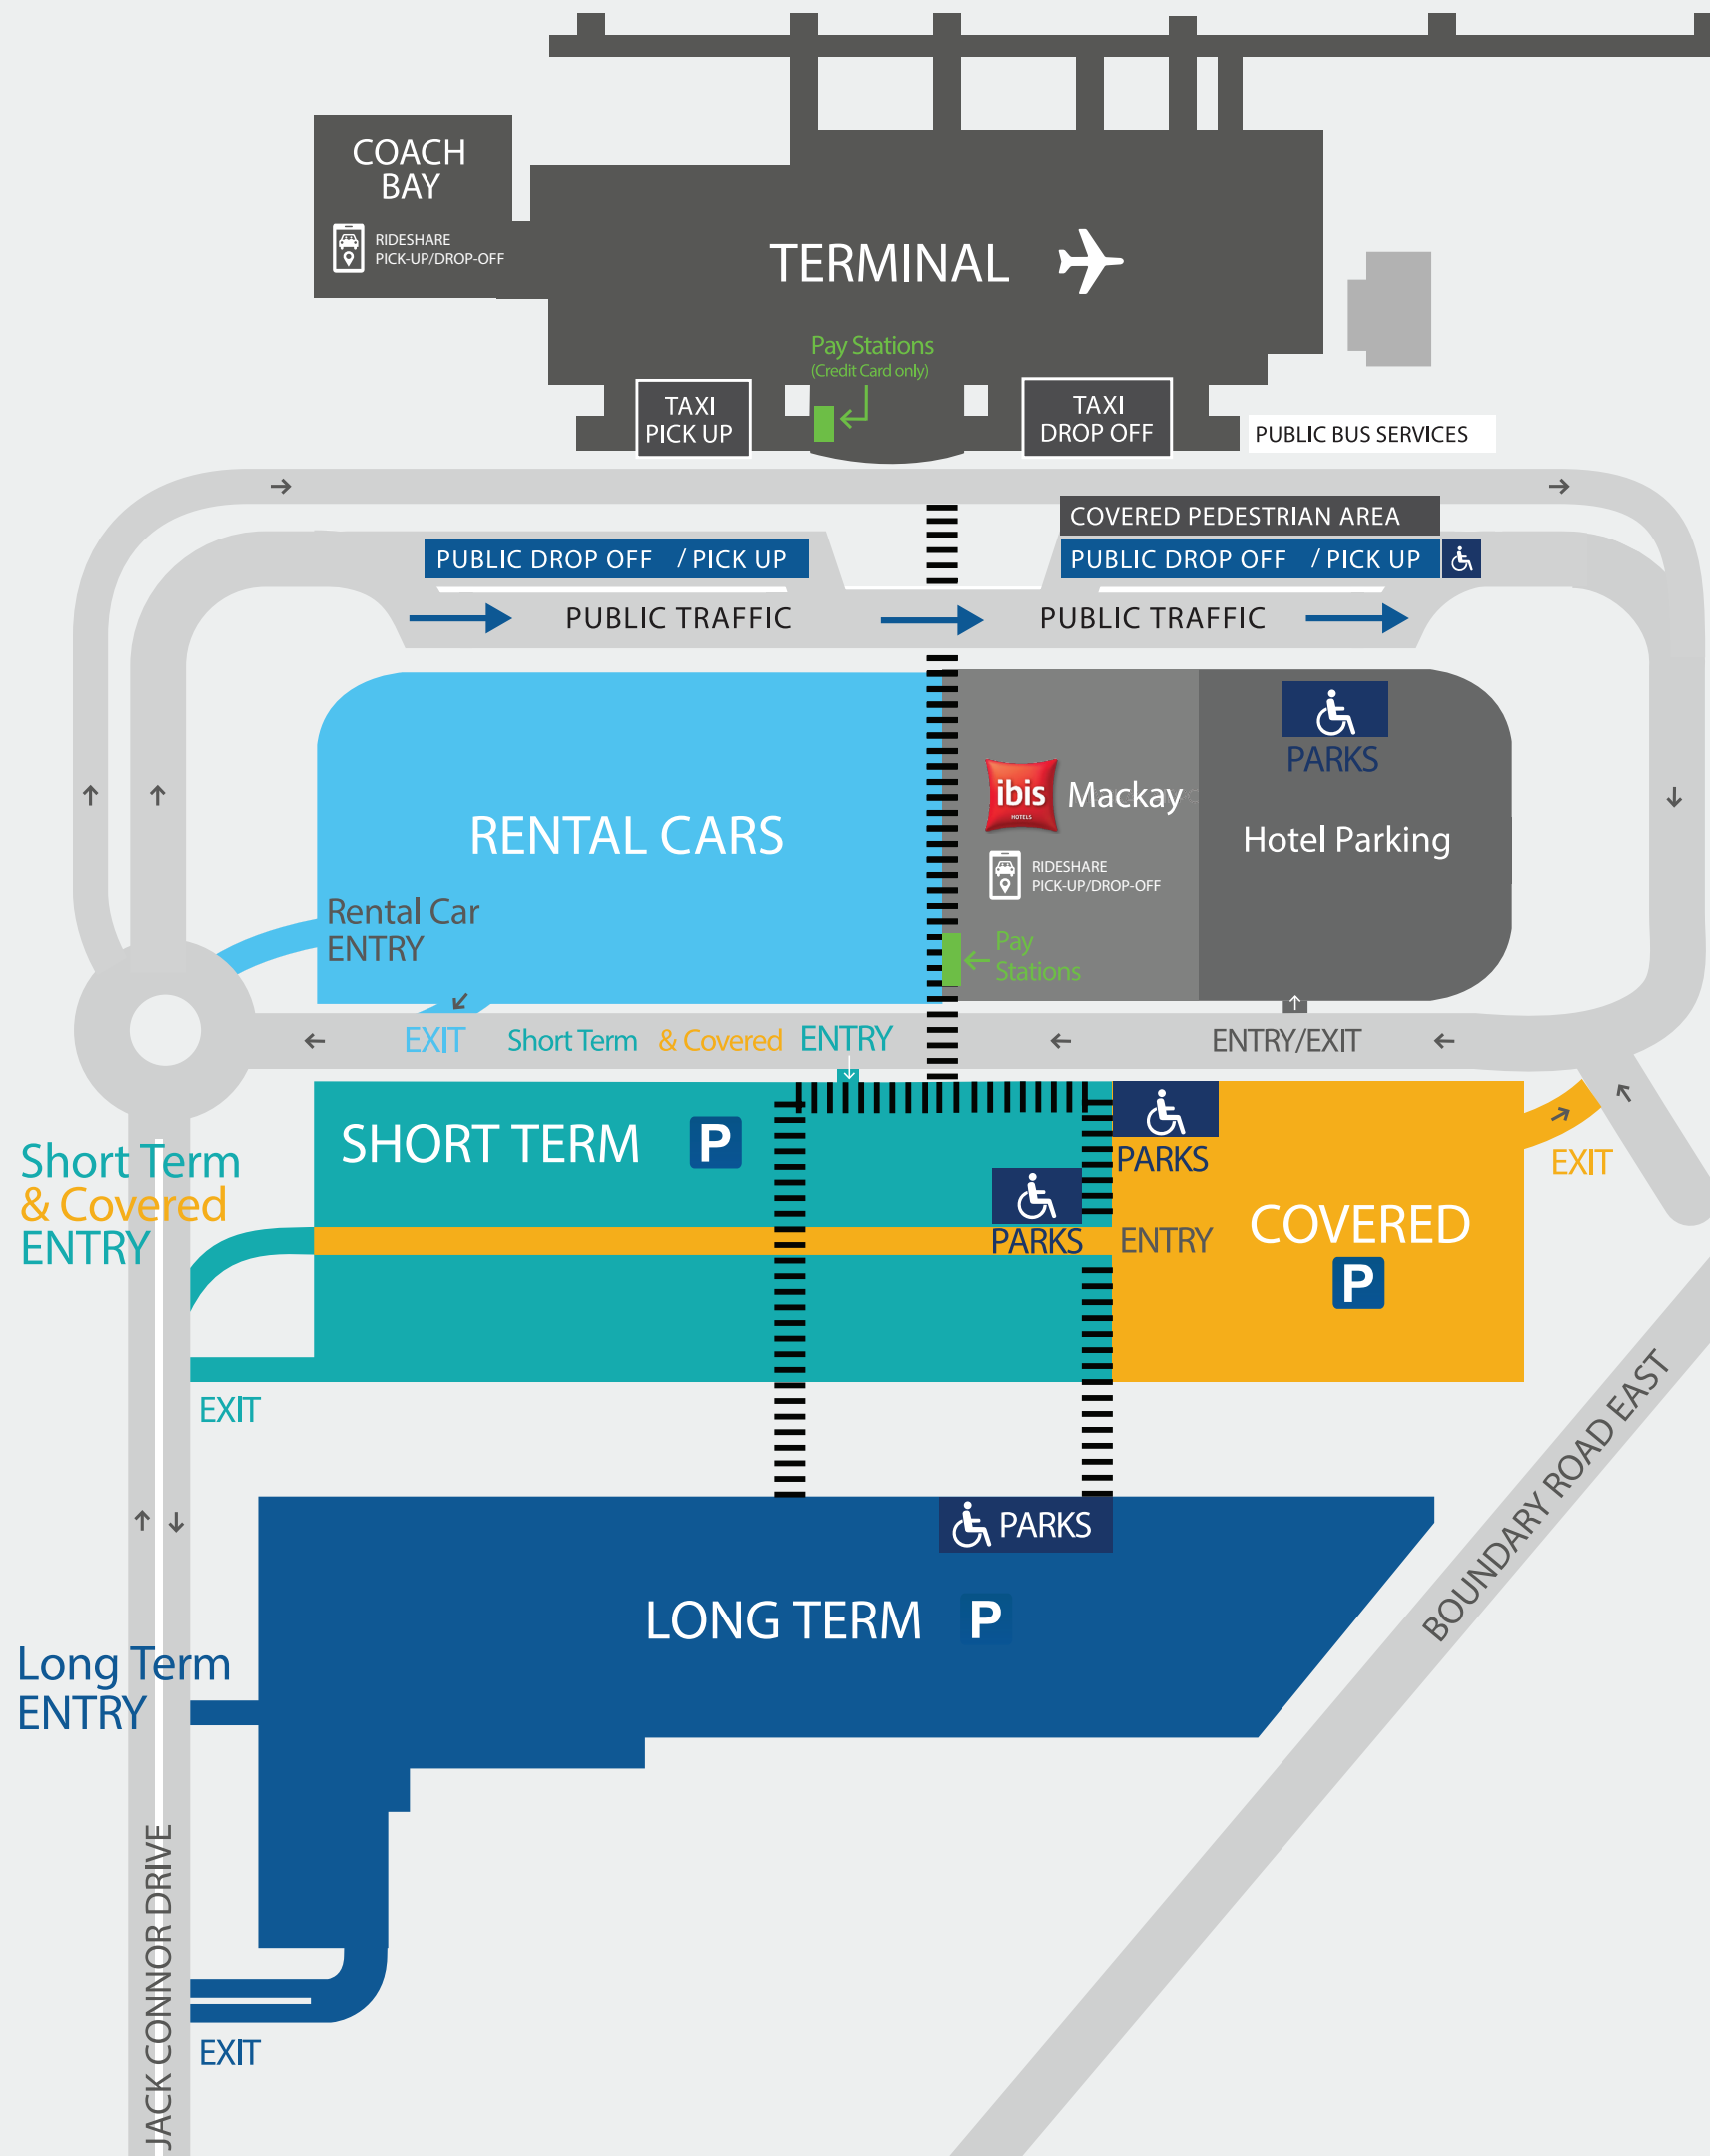 COACH
BAY
RIDESHARE
PICK-UP/DROP-OFF
TERMINAL
Pay Stations
(Credit Card only)
TAXI
PICK UP
TAXI
DROP OFF
PUBLIC BUS SERVICES
COVERED PEDESTRIAN AREA
PUBLIC DROP OFF / PICK UP
PUBLIC DROP OFF / PICK UP
PUBLIC TRAFFIC
PUBLIC TRAFFIC
PARKS
ibis
HOTELS
Mackay
RENTAL CARS
Hotel Parking
RIDESHARE
PICK-UP/DROP-OFF
Rental Car
ENTRY
Pay
Stations
EXIT
Short Term & Covered ENTRY
ENTRY/EXIT
SHORT TERM P
PARKS
Short Term
& Covered
ENTRY
EXIT
PARKS
ENTRY
COVERED
P
EXIT
BOUNDARY ROAD EAST
PARKS
LONG TERM P
Long Term
ENTRY
JACK CONNOR DRIVE
EXIT